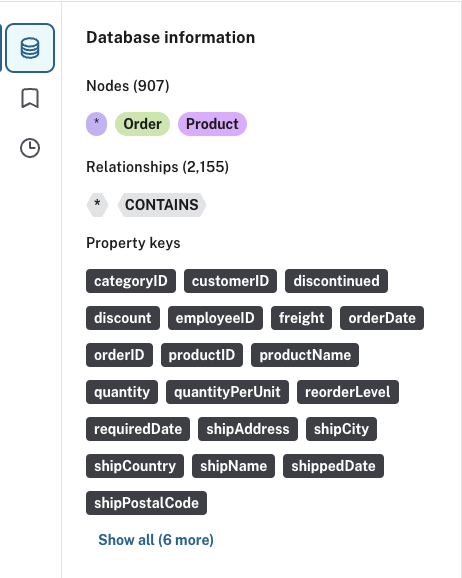 Database information
Nodes (907)
* Order Product
Relationships (2,155)
* CONTAINS
Property keys
categoryID customerID discontinued
discount employeeID freight orderDate
orderID productID productName
quantity quantityPerUnit reorderLevel
requiredDate shipAddress shipCity
shipCountry shipName shippedDate
shipPostalCode
Show all (6 more)